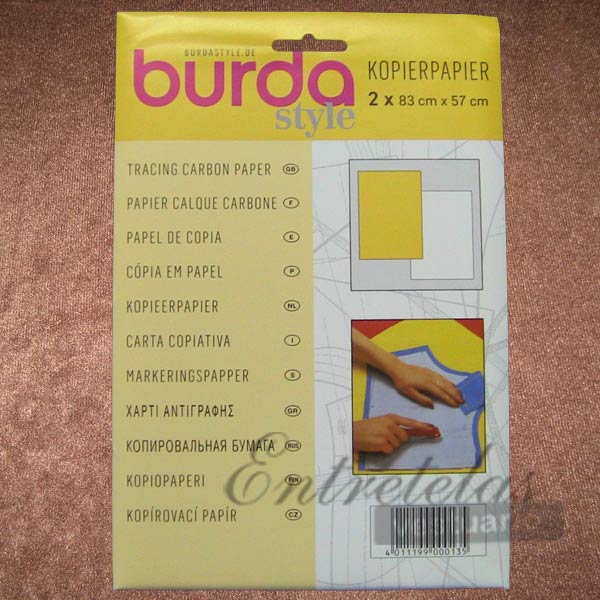 BURDASTYLE.DE
burda
style
KOPIERPAPIER
2 x 83 cm x 57 cm
TRACING CARBON PAPER GB
PAPIER CALQUE CARBONE F
PAPEL DE COPIA E
CÓPIA EM PAPEL P
KOPIEERPAPIER NL
CARTA COPIATIVA I
MARKERINGSPAPPER S
ΧΑΡΤΙ ΑΝΤΙΓΡΑΦΗΣ GR
КОПИРОВАЛЬНАЯ БУМАГА RUS
KOPIOPAPERI FIN
KOPÍROVACÍ PAPÍR CZ
Entretelas
4 011199 000135